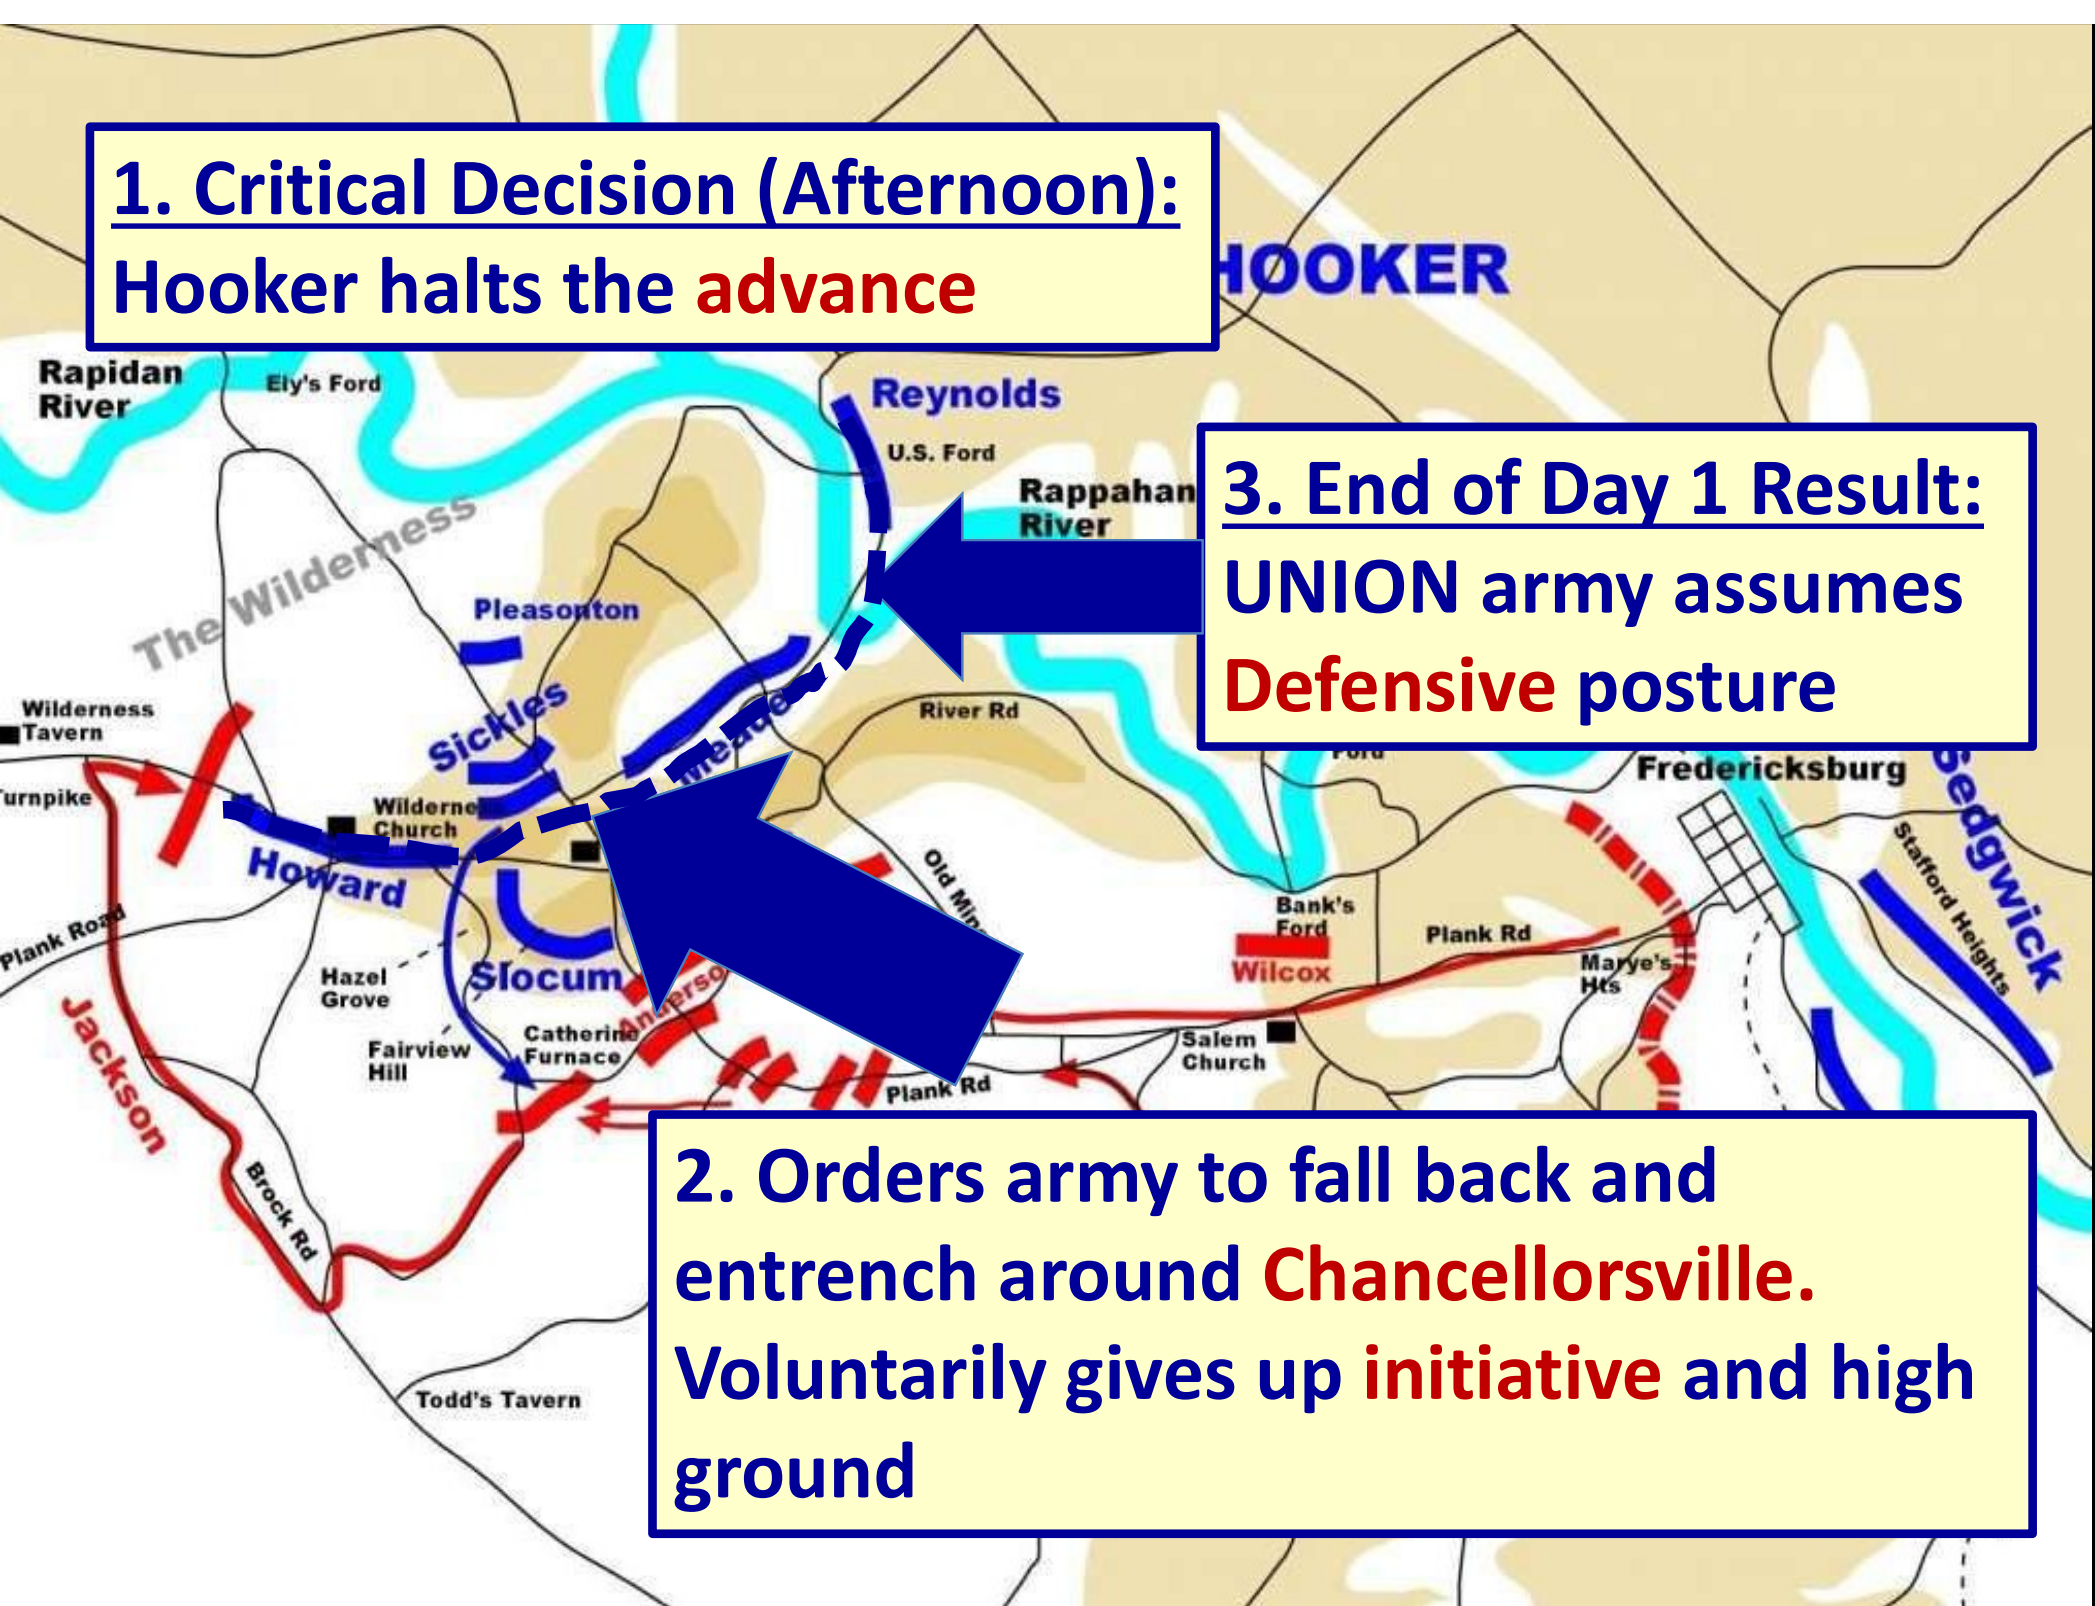 1. Critical Decision (Afternoon):
Hooker halts the advance
HOOKER
Rapidan
River
Ely's Ford
Reynolds
U.S. Ford
Rappahan
River
3. End of Day 1 Result:
UNION army assumes
Defensive posture
The Wilderness
Pleasonton
Sickles
Meade
River Rd
Wilderness
Tavern
Turnpike
Wilderne
Church
Howard
Fredericksburg
Sedgwick
Stafford Heights
Plank Road
Old Mine
Bank's
Ford
Plank Rd
Wilcox
Marye's
Hts
Hazel
Grove
Slocum
Anderso
Jackson
Fairview
Hill
Catherine
Furnace
Salem
Church
Plank Rd
Brock Rd
2. Orders army to fall back and
entrench around Chancellorsville.
Voluntarily gives up initiative and high
ground
Todd's Tavern